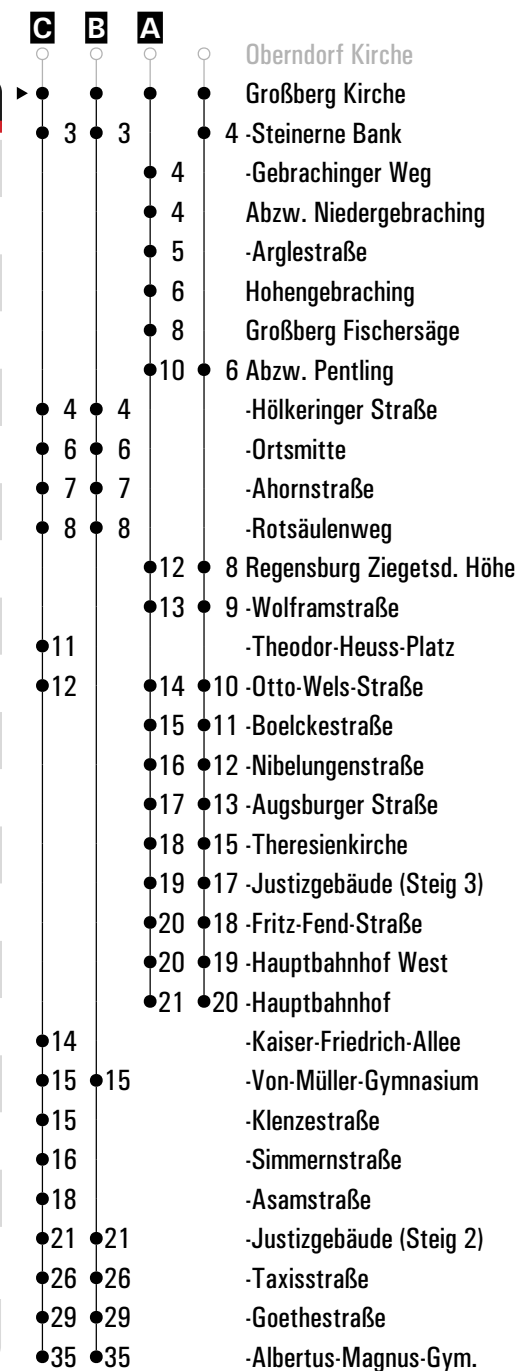 C B A
Oberndorf Kirche
Großberg Kirche
3 3 4 -Steinerne Bank
4 -Gebrachinger Weg
4 Abzw. Niedergebraching
5 -Arglestraße
6 Hohengebraching
8 Großberg Fischersäge
10 6 Abzw. Pentling
4 4 -Hölkeringer Straße
6 6 -Ortsmitte
7 7 -Ahornstraße
8 8 -Rotsäulenweg
12 8 Regensburg Ziegetsd. Höhe
13 9 -Wolframstraße
11 -Theodor-Heuss-Platz
12 14 10 -Otto-Wels-Straße
15 11 -Boelckestraße
16 12 -Nibelungenstraße
17 13 -Augsburger Straße
18 15 -Theresienkirche
19 17 -Justizgebäude (Steig 3)
20 18 -Fritz-Fend-Straße
20 19 -Hauptbahnhof West
21 20 -Hauptbahnhof
14 -Kaiser-Friedrich-Allee
15 15 -Von-Müller-Gymnasium
15 -Klenzestraße
16 -Simmernstraße
18 -Asamstraße
21 21 -Justizgebäude (Steig 2)
26 26 -Taxisstraße
29 29 -Goethestraße
35 35 -Albertus-Magnus-Gym.